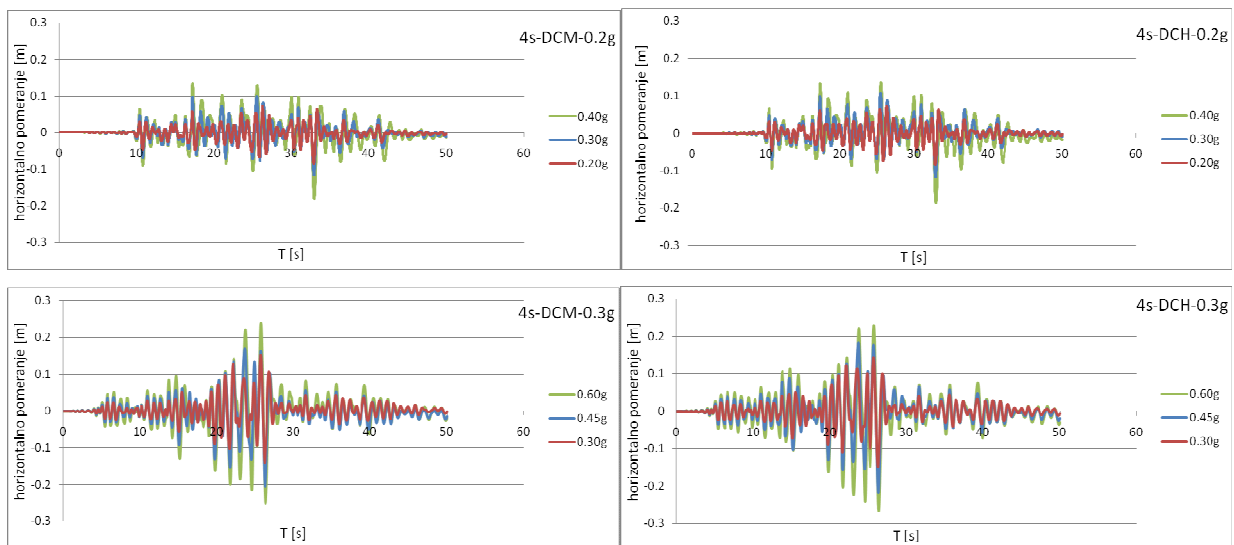 4s-DCM-0.2g
horizontalno pomeranje [m]
0.3
0.2
0.1
0
-0.1
-0.2
-0.3
0 10 20 30 40 50 60
T [s]
0.40g
0.30g
0.20g
4s-DCH-0.2g
horizontalno pomeranje [m]
0.3
0.2
0.1
0
-0.1
-0.2
-0.3
0 10 20 30 40 50 60
T [s]
0.40g
0.30g
0.20g
4s-DCM-0.3g
horizontalno pomeranje [m]
0.3
0.2
0.1
0
-0.1
-0.2
-0.3
0 10 20 30 40 50 60
T [s]
0.60g
0.45g
0.30g
4s-DCH-0.3g
horizontalno pomeranje [m]
0.3
0.2
0.1
0
-0.1
-0.2
-0.3
0 10 20 30 40 50 60
T [s]
0.60g
0.45g
0.30g